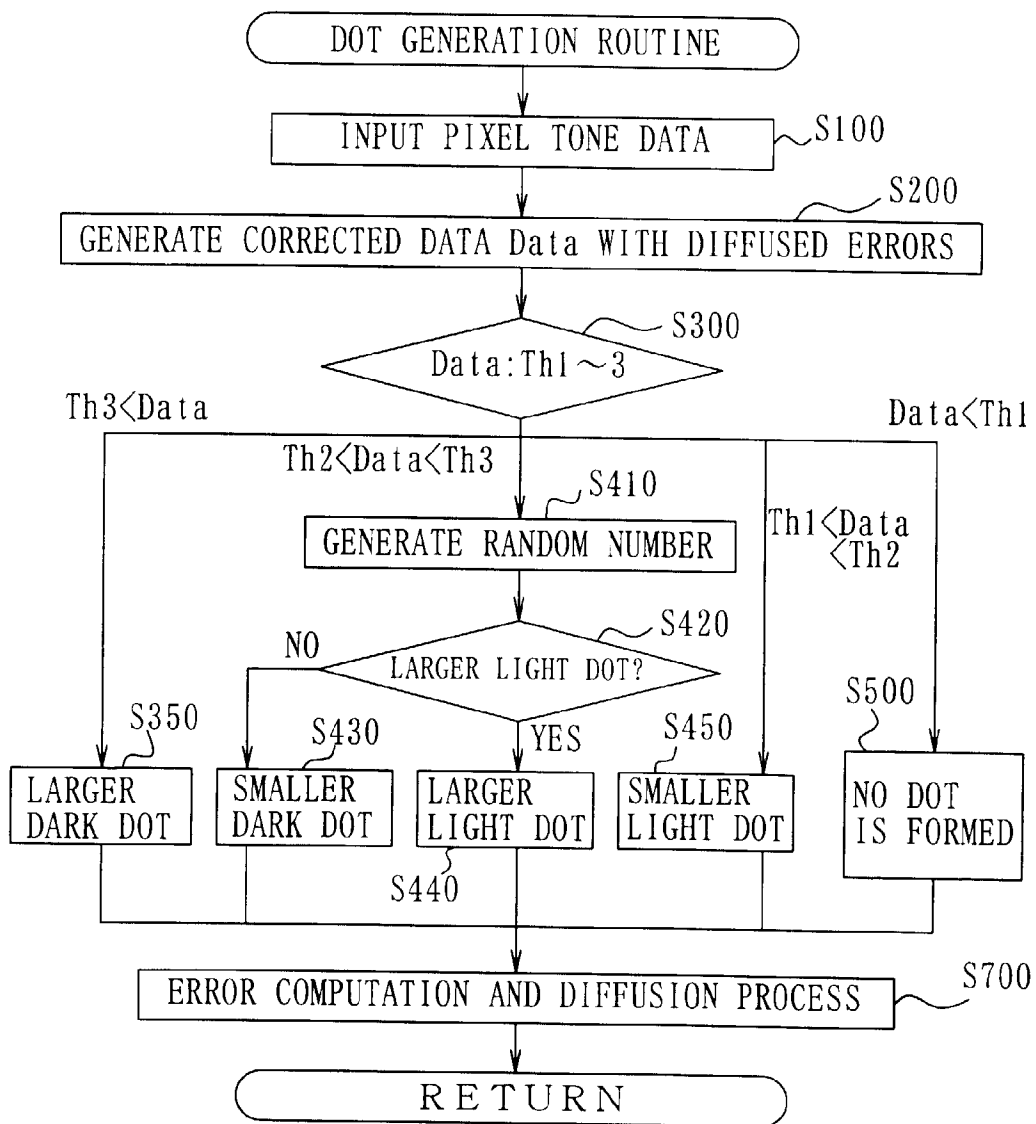 DOT GENERATION ROUTINE
INPUT PIXEL TONE DATA
S100
S200
GENERATE CORRECTED DATA Data WITH DIFFUSED ERRORS
S300
Data:Th1~3
Th3<Data
Data<Th1
Th2<Data<Th3
S410
Th1<Data
<Th2
GENERATE RANDOM NUMBER
S420
NO
LARGER LIGHT DOT?
YES
S350
S430
S450
S500
LARGER
DARK DOT
SMALLER
DARK DOT
LARGER
LIGHT DOT
SMALLER
LIGHT DOT
NO DOT
IS FORMED
S440
S700
ERROR COMPUTATION AND DIFFUSION PROCESS
RETURN